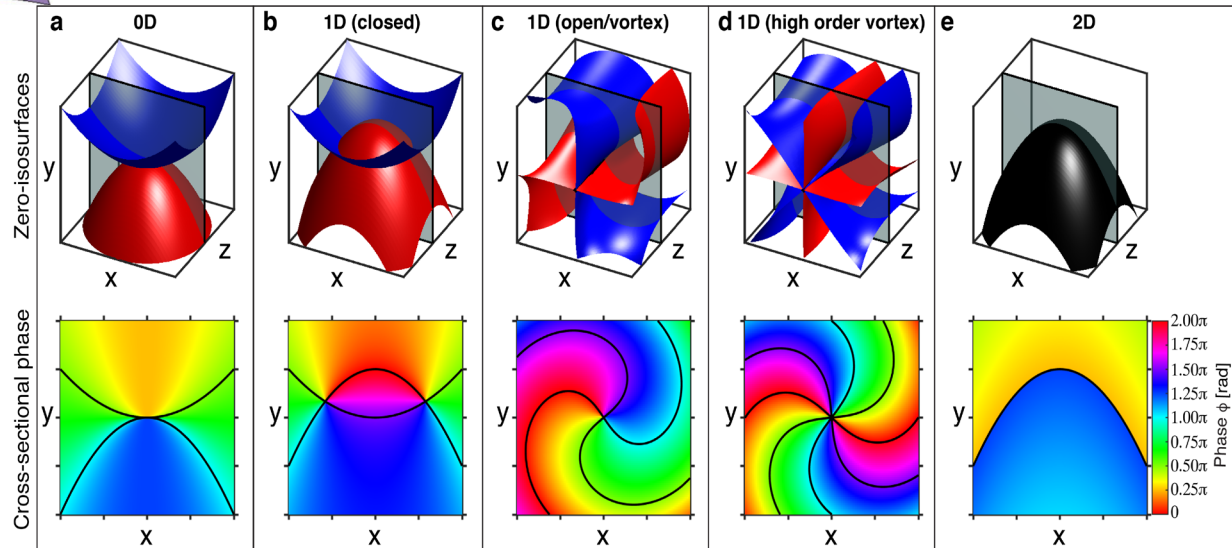 a 0D
b 1D (closed)
c 1D (open/vortex)
d 1D (high order vortex)
e 2D
Zero-isosurfaces
y x z
y x z
y x z
y x z
y x z
Cross-sectional phase
y x
y x
y x
y x
y x
2.00π
1.75π
1.50π
1.25π
1.00π
0.75π
0.50π
0.25π
0
Phase ϕ [rad]